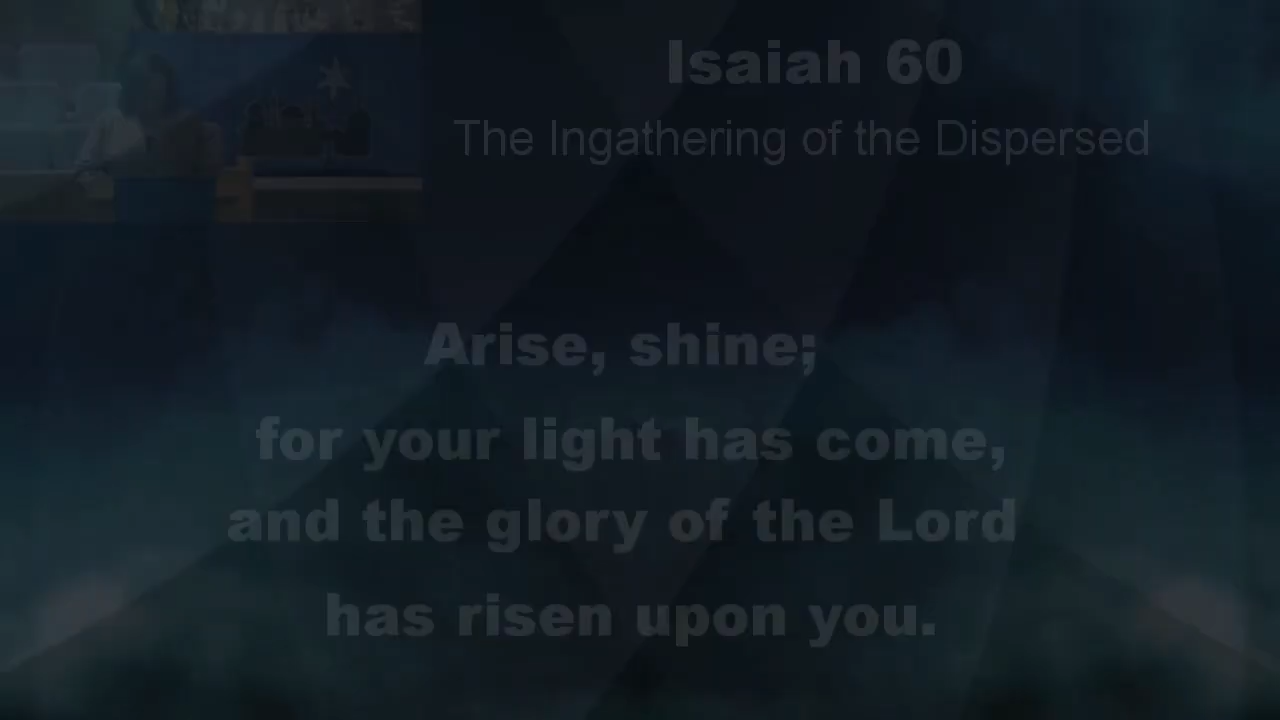 Isaiah 60
The Ingathering of the Dispersed
Arise, shine;
for your light has come,
and the glory of the Lord
has risen upon you.